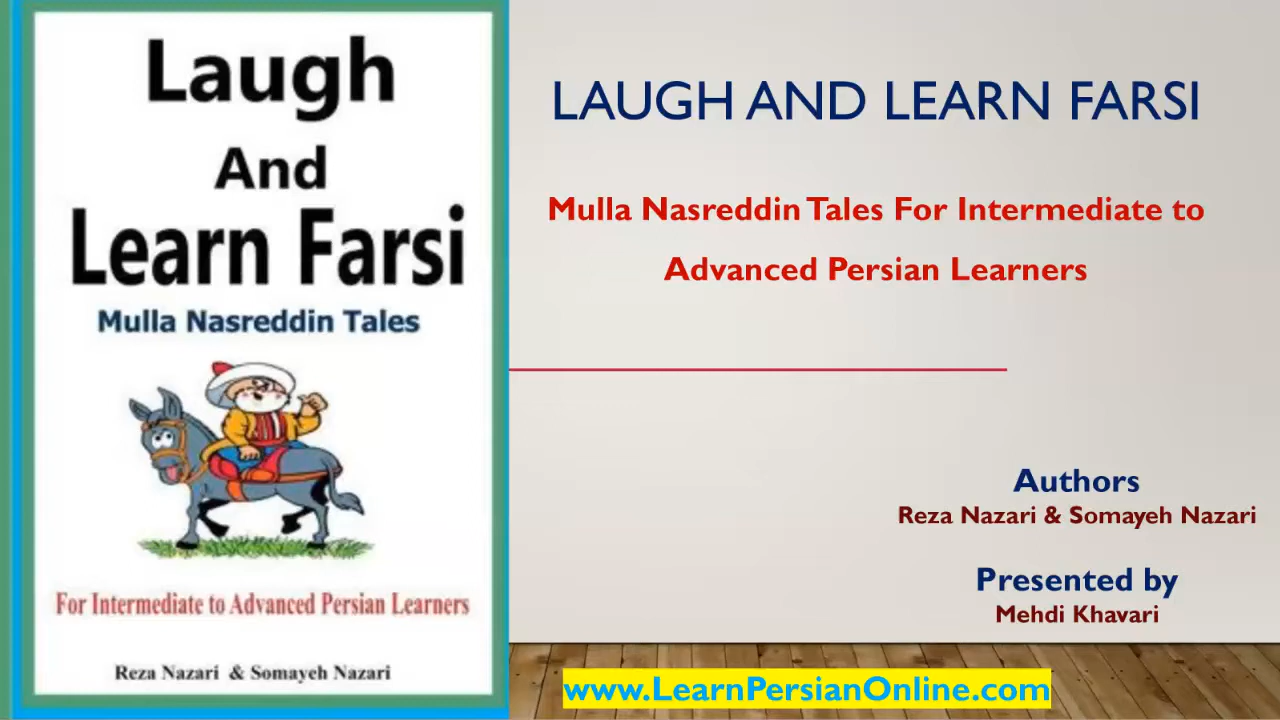 Laugh
And
Learn Farsi
Mulla Nasreddin Tales
For Intermediate to Advanced Persian Learners
Reza Nazari & Somayeh Nazari
LAUGH AND LEARN FARSI
Mulla Nasreddin Tales For Intermediate to
Advanced Persian Learners
Authors
Reza Nazari & Somayeh Nazari
Presented by
Mehdi Khavari
www.LearnPersianOnline.com